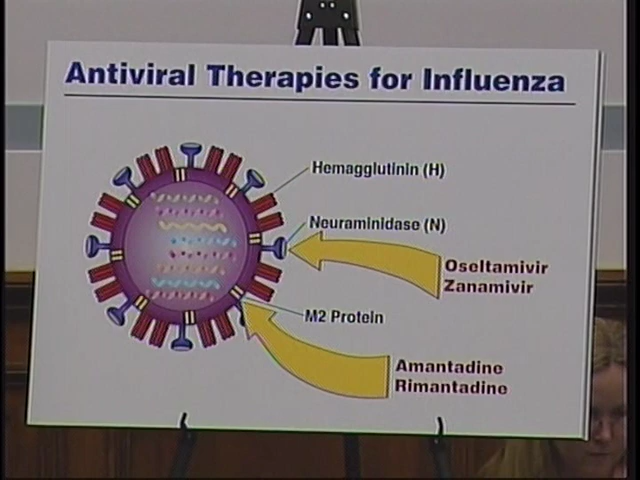 Antiviral Therapies for Influenza
Hemagglutinin (H)
Neuraminidase (N)
Oseltamivir
Zanamivir
M2 Protein
Amantadine
Rimantadine